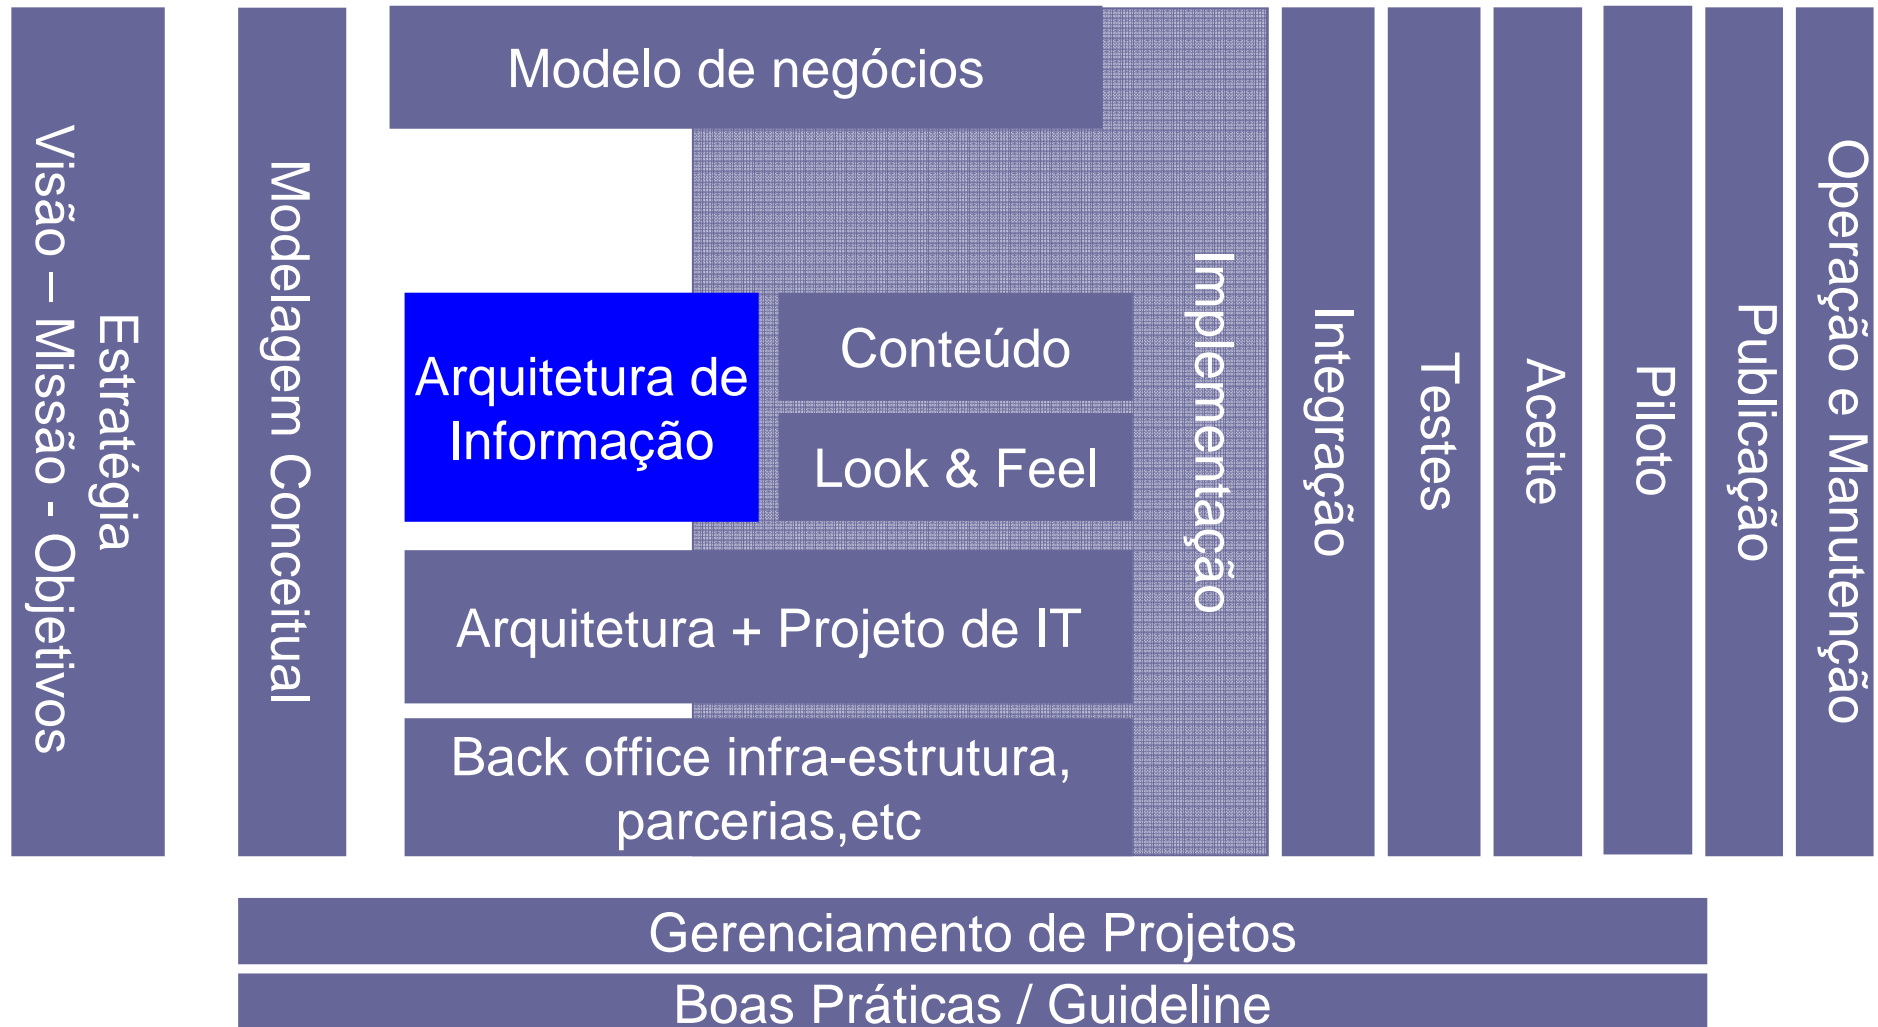 Estratégia
Visão – Missão - Objetivos
Modelagem Conceitual
Modelo de negócios
Arquitetura de
Informação
Conteúdo
Look & Feel
Arquitetura + Projeto de IT
Back office infra-estrutura,
parcerias,etc
Implementação
Integração
Testes
Aceite
Piloto
Publicação
Operação e Manutenção
Gerenciamento de Projetos
Boas Práticas / Guideline